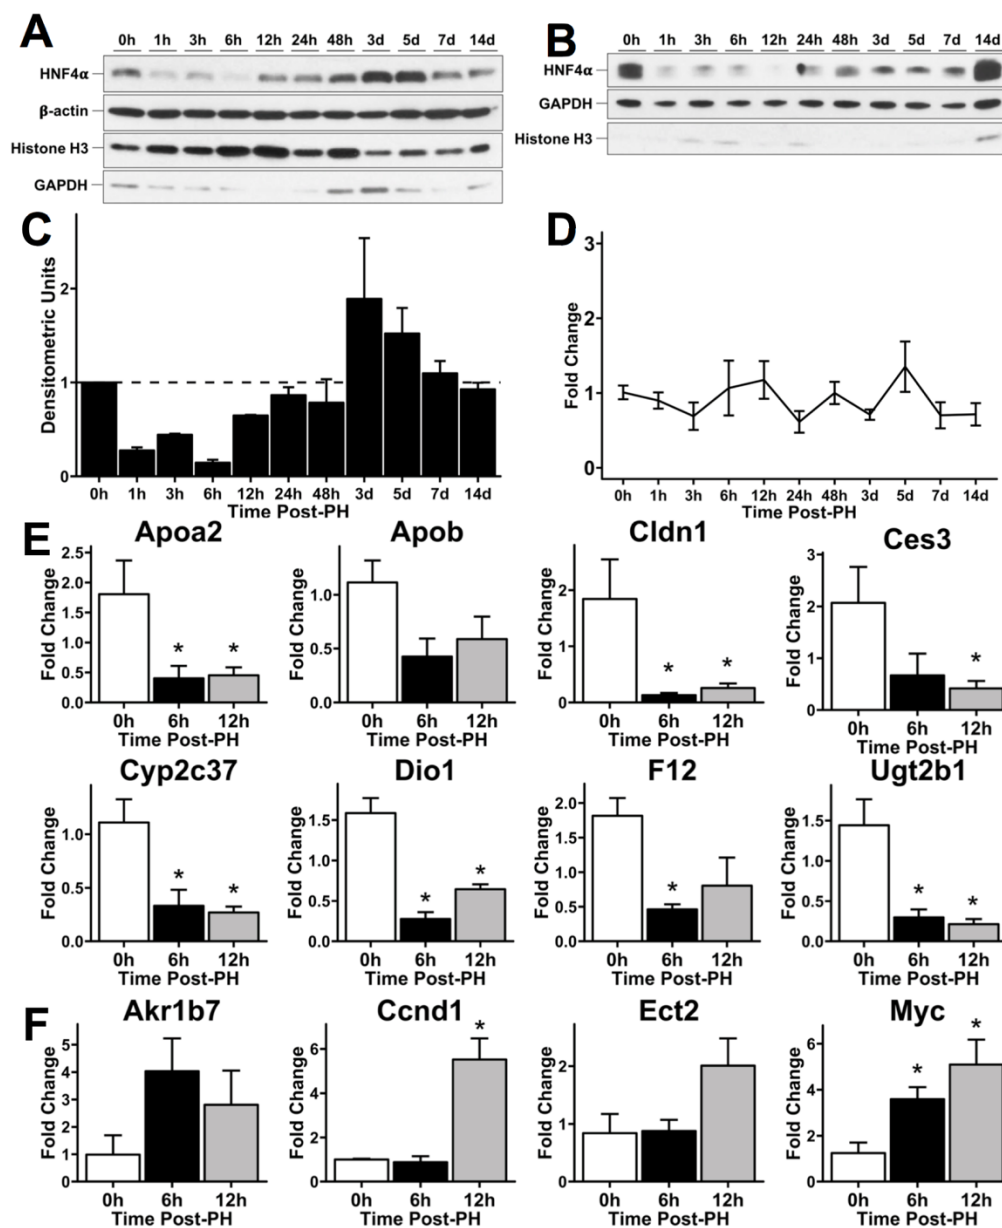 A
0h 1h 3h 6h 12h 24h 48h 3d 5d 7d 14d
HNF4α
β-actin
Histone H3
GAPDH
B
0h 1h 3h 6h 12h 24h 48h 3d 5d 7d 14d
HNF4α
GAPDH
Histone H3
C
Densitometric Units
2
1
0
0h 1h 3h 6h 12h 24h 48h 3d 5d 7d 14d
Time Post-PH
D
Fold Change
3
2
1
0
0h 1h 3h 6h 12h 24h 48h 3d 5d 7d 14d
Time Post-PH
E
Apoa2
Fold Change
2.5
2.0
1.5
1.0
0.5
0.0
* *
0h 6h 12h
Time Post-PH
Apob
Fold Change
1.0
0.5
0.0
0h 6h 12h
Time Post-PH
Cldn1
Fold Change
2
1
0
* *
0h 6h 12h
Time Post-PH
Ces3
Fold Change
3
2
1
0
*
0h 6h 12h
Time Post-PH
Cyp2c37
Fold Change
1.0
0.5
0.0
* *
0h 6h 12h
Time Post-PH
Dio1
Fold Change
1.5
1.0
0.5
0.0
* *
0h 6h 12h
Time Post-PH
F12
Fold Change
2.0
1.5
1.0
0.5
0.0
*
0h 6h 12h
Time Post-PH
Ugt2b1
Fold Change
1.5
1.0
0.5
0.0
* *
0h 6h 12h
Time Post-PH
F
Akr1b7
Fold Change
5
4
3
2
1
0
0h 6h 12h
Time Post-PH
Ccnd1
Fold Change
6
4
2
0
*
0h 6h 12h
Time Post-PH
Ect2
Fold Change
2
1
0
0h 6h 12h
Time Post-PH
Myc
Fold Change
6
4
2
0
* *
0h 6h 12h
Time Post-PH